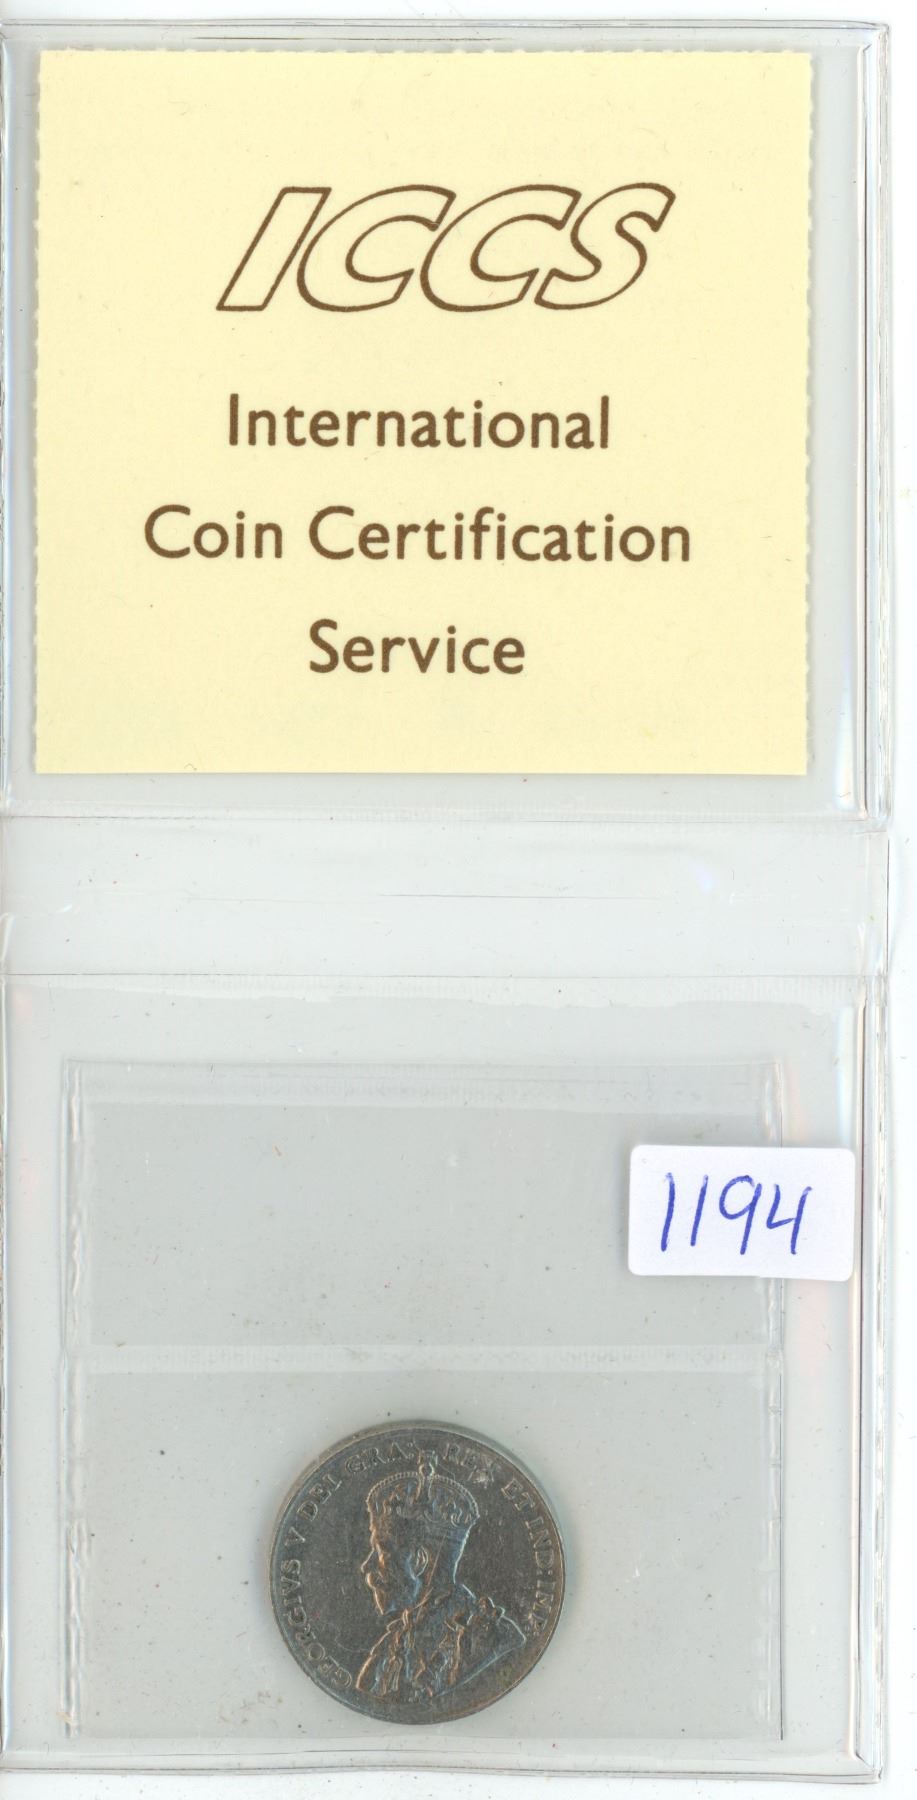 ICCS
International
Coin Certification
Service
1194
GEORGIVS V DEI GRA: REX ET IND: IMP: